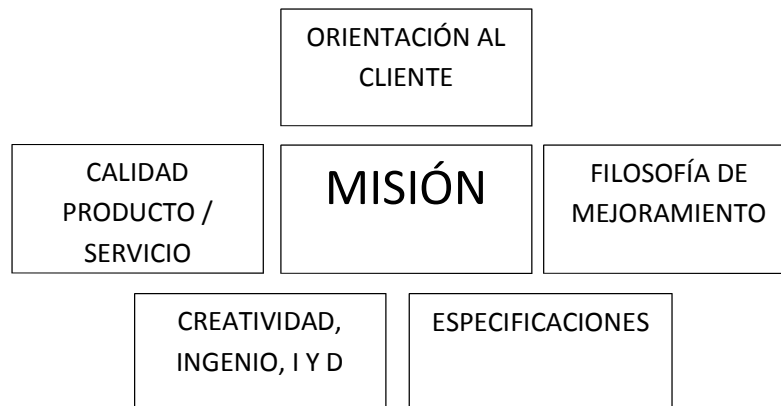 ORIENTACIÓN AL
CLIENTE
CALIDAD
PRODUCTO /
SERVICIO
MISIÓN
FILOSOFÍA DE
MEJORAMIENTO
CREATIVIDAD,
INGENIO, I Y D
ESPECIFICACIONES